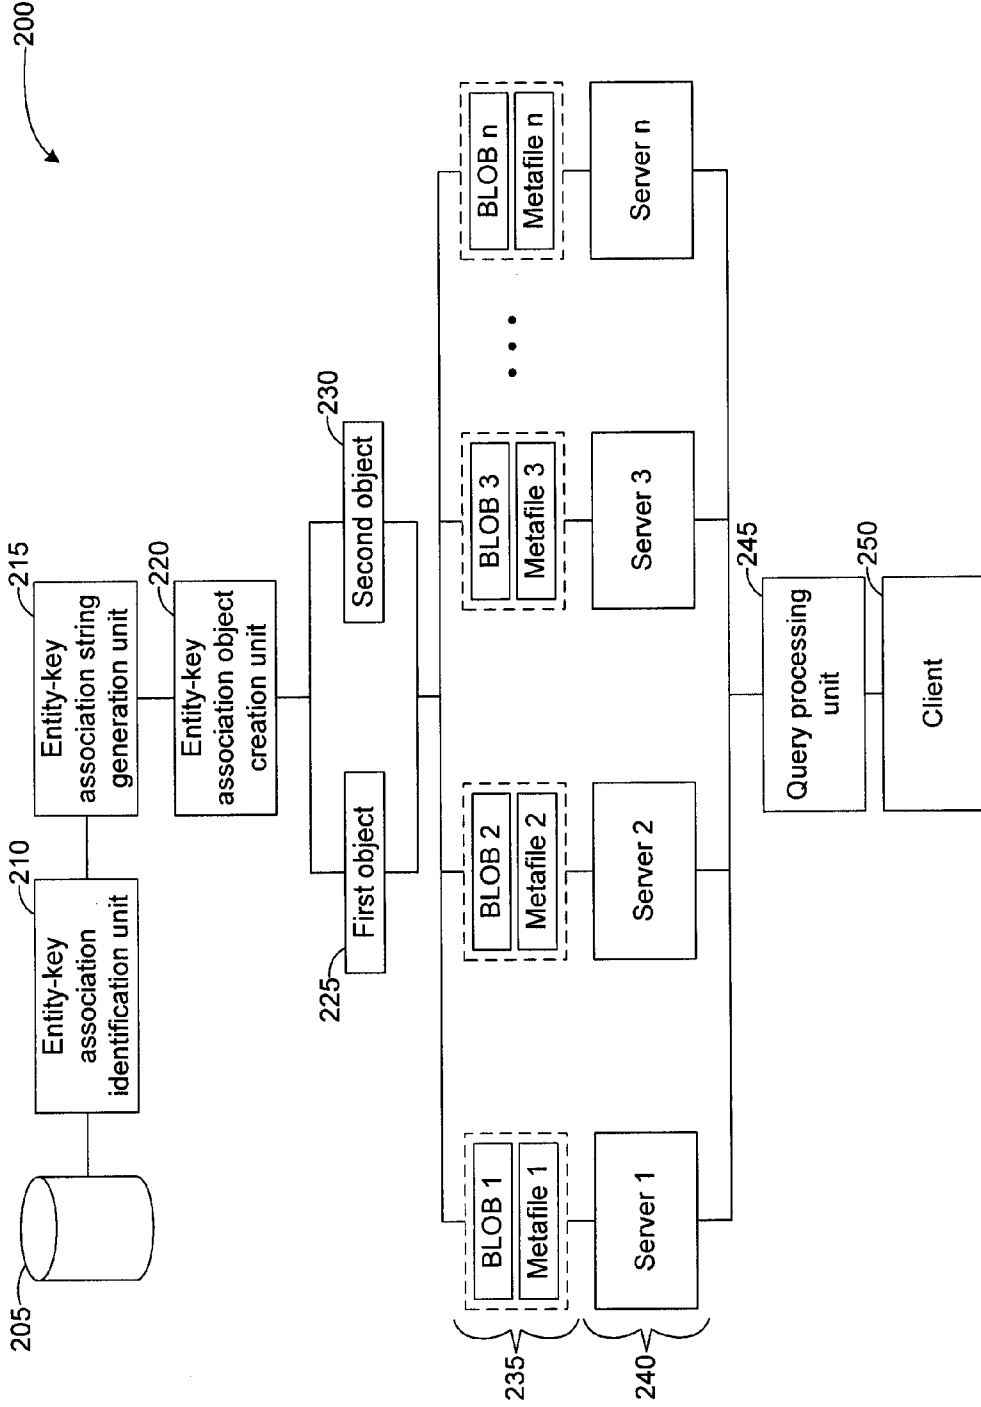 200
205
210
Entity-key
association
identification unit
215
Entity-key
association string
generation unit
220
Entity-key
association object
creation unit
225
First object
230
Second object
235
BLOB 1
Metafile 1
BLOB 2
Metafile 2
BLOB 3
Metafile 3
• • •
BLOB n
Metafile n
240
Server 1
Server 2
Server 3
Server n
245
Query processing
unit
250
Client